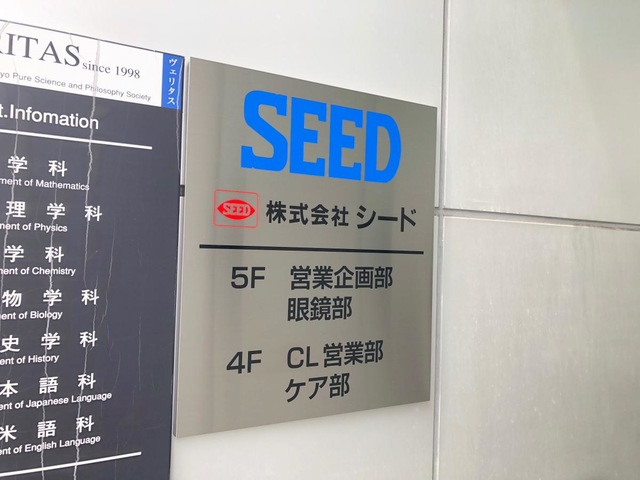 RITAS since 1998
yo Pure Science and Philosophy Society
ヴェリタス
t.Infomation
学科
ment of Mathematics
理学科
ment of Physics
学科
ment of Chemistry
物学科
ent of Biology
史学科
ent of History
本語科
ent of Japanese Language
米語科
ent of English Language
SEED
SEED 株式会社 シード
5F 営業企画部
眼鏡部
4F CL営業部
ケア部